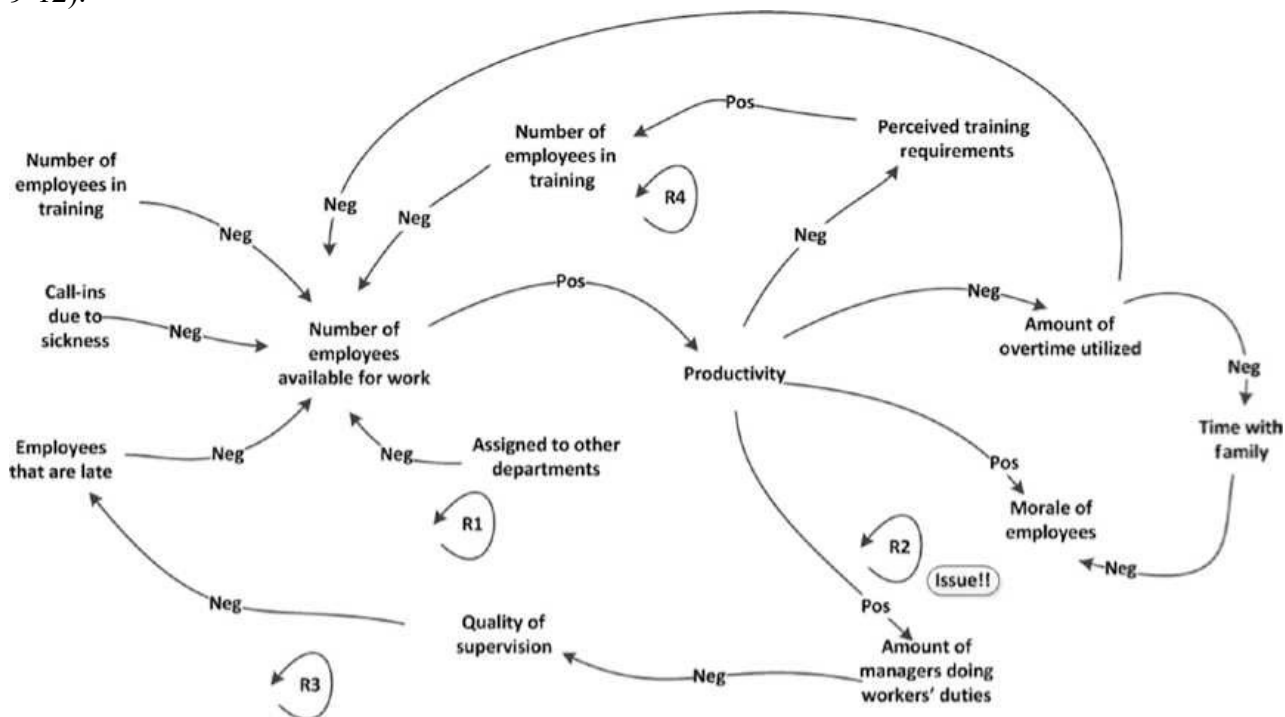 9-12).
Pos
Number of
employees in
training
Perceived training
requirements
Number of
employees in
training
R4
Neg
Neg
Neg
Neg
Pos
Neg
Call-ins
due to
sickness
Neg
Number of
employees
available for work
Amount of
overtime utilized
Productivity
Neg
Time with
family
Employees
that are late
Neg
Neg
Assigned to other
departments
Pos
Morale of
employees
R1
R2
Issue!!
Neg
Neg
Pos
Quality of
supervision
Amount of
managers doing
workers' duties
Neg
R3